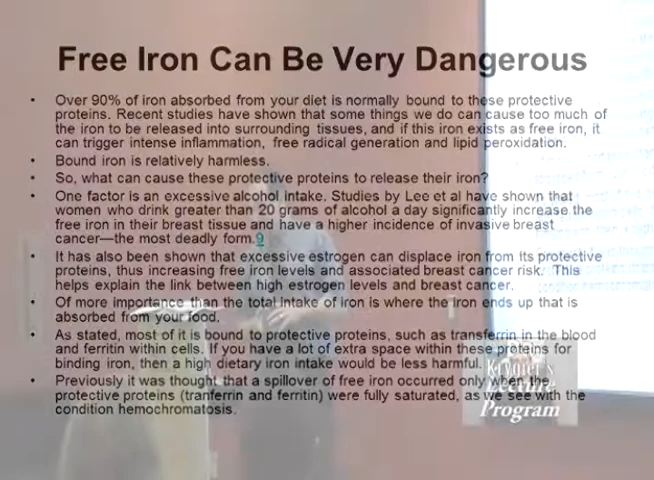 Free Iron Can Be Very Dangerous
• Over 90% of iron absorbed from your diet is normally bound to these protective
proteins. Recent studies have shown that some things we do can cause too much of
the iron to be released into surrounding tissues, and if this iron exists as free iron, it
can trigger intense inflammation, free radical generation and lipid peroxidation.
• Bound iron is relatively harmless.
• So, what can cause these protective proteins to release their iron?
• One factor is an excessive alcohol intake. Studies by Lee et al have shown that
women who drink greater than 20 grams of alcohol a day significantly increase the
free iron in their breast tissue and have a higher incidence of invasive breast
cancer—the most deadly form.9
• It has also been shown that excessive estrogen can displace iron from its protective
proteins, thus increasing free iron levels and associated breast cancer risk. This
helps explain the link between high estrogen levels and breast cancer.
• Of more importance than the total intake of iron is where the iron ends up that is
absorbed from your food.
• As stated, most of it is bound to protective proteins, such as transferrin in the blood
and ferritin within cells. If you have a lot of extra space within these proteins for
binding iron, then a high dietary iron intake would be less harmful.
• Previously it was thought that a spillover of free iron occurred only when the
protective proteins (tranferrin and ferritin) were fully saturated, as we see with the
condition hemochromatosis.
Lecture
Program